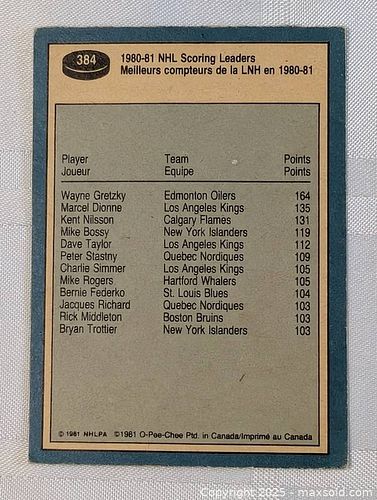 384
1980-81 NHL Scoring Leaders
Meilleurs compteurs de la LNH en 1980-81
Player Team Points
Joueur Equipe Points
Wayne Gretzky Edmonton Oilers 164
Marcel Dionne Los Angeles Kings 135
Kent Nilsson Calgary Flames 131
Mike Bossy New York Islanders 119
Dave Taylor Los Angeles Kings 112
Peter Stastny Quebec Nordiques 109
Charlie Simmer Los Angeles Kings 105
Mike Rogers Hartford Whalers 105
Bernie Federko St. Louis Blues 104
Jacques Richard Quebec Nordiques 103
Rick Middleton Boston Bruins 103
Bryan Trottier New York Islanders 103
© 1981 NHLPA ©1981 O-Pee-Chee Ptd. in Canada/Imprimé au Canada
Copyright 2025 - maxsold.com